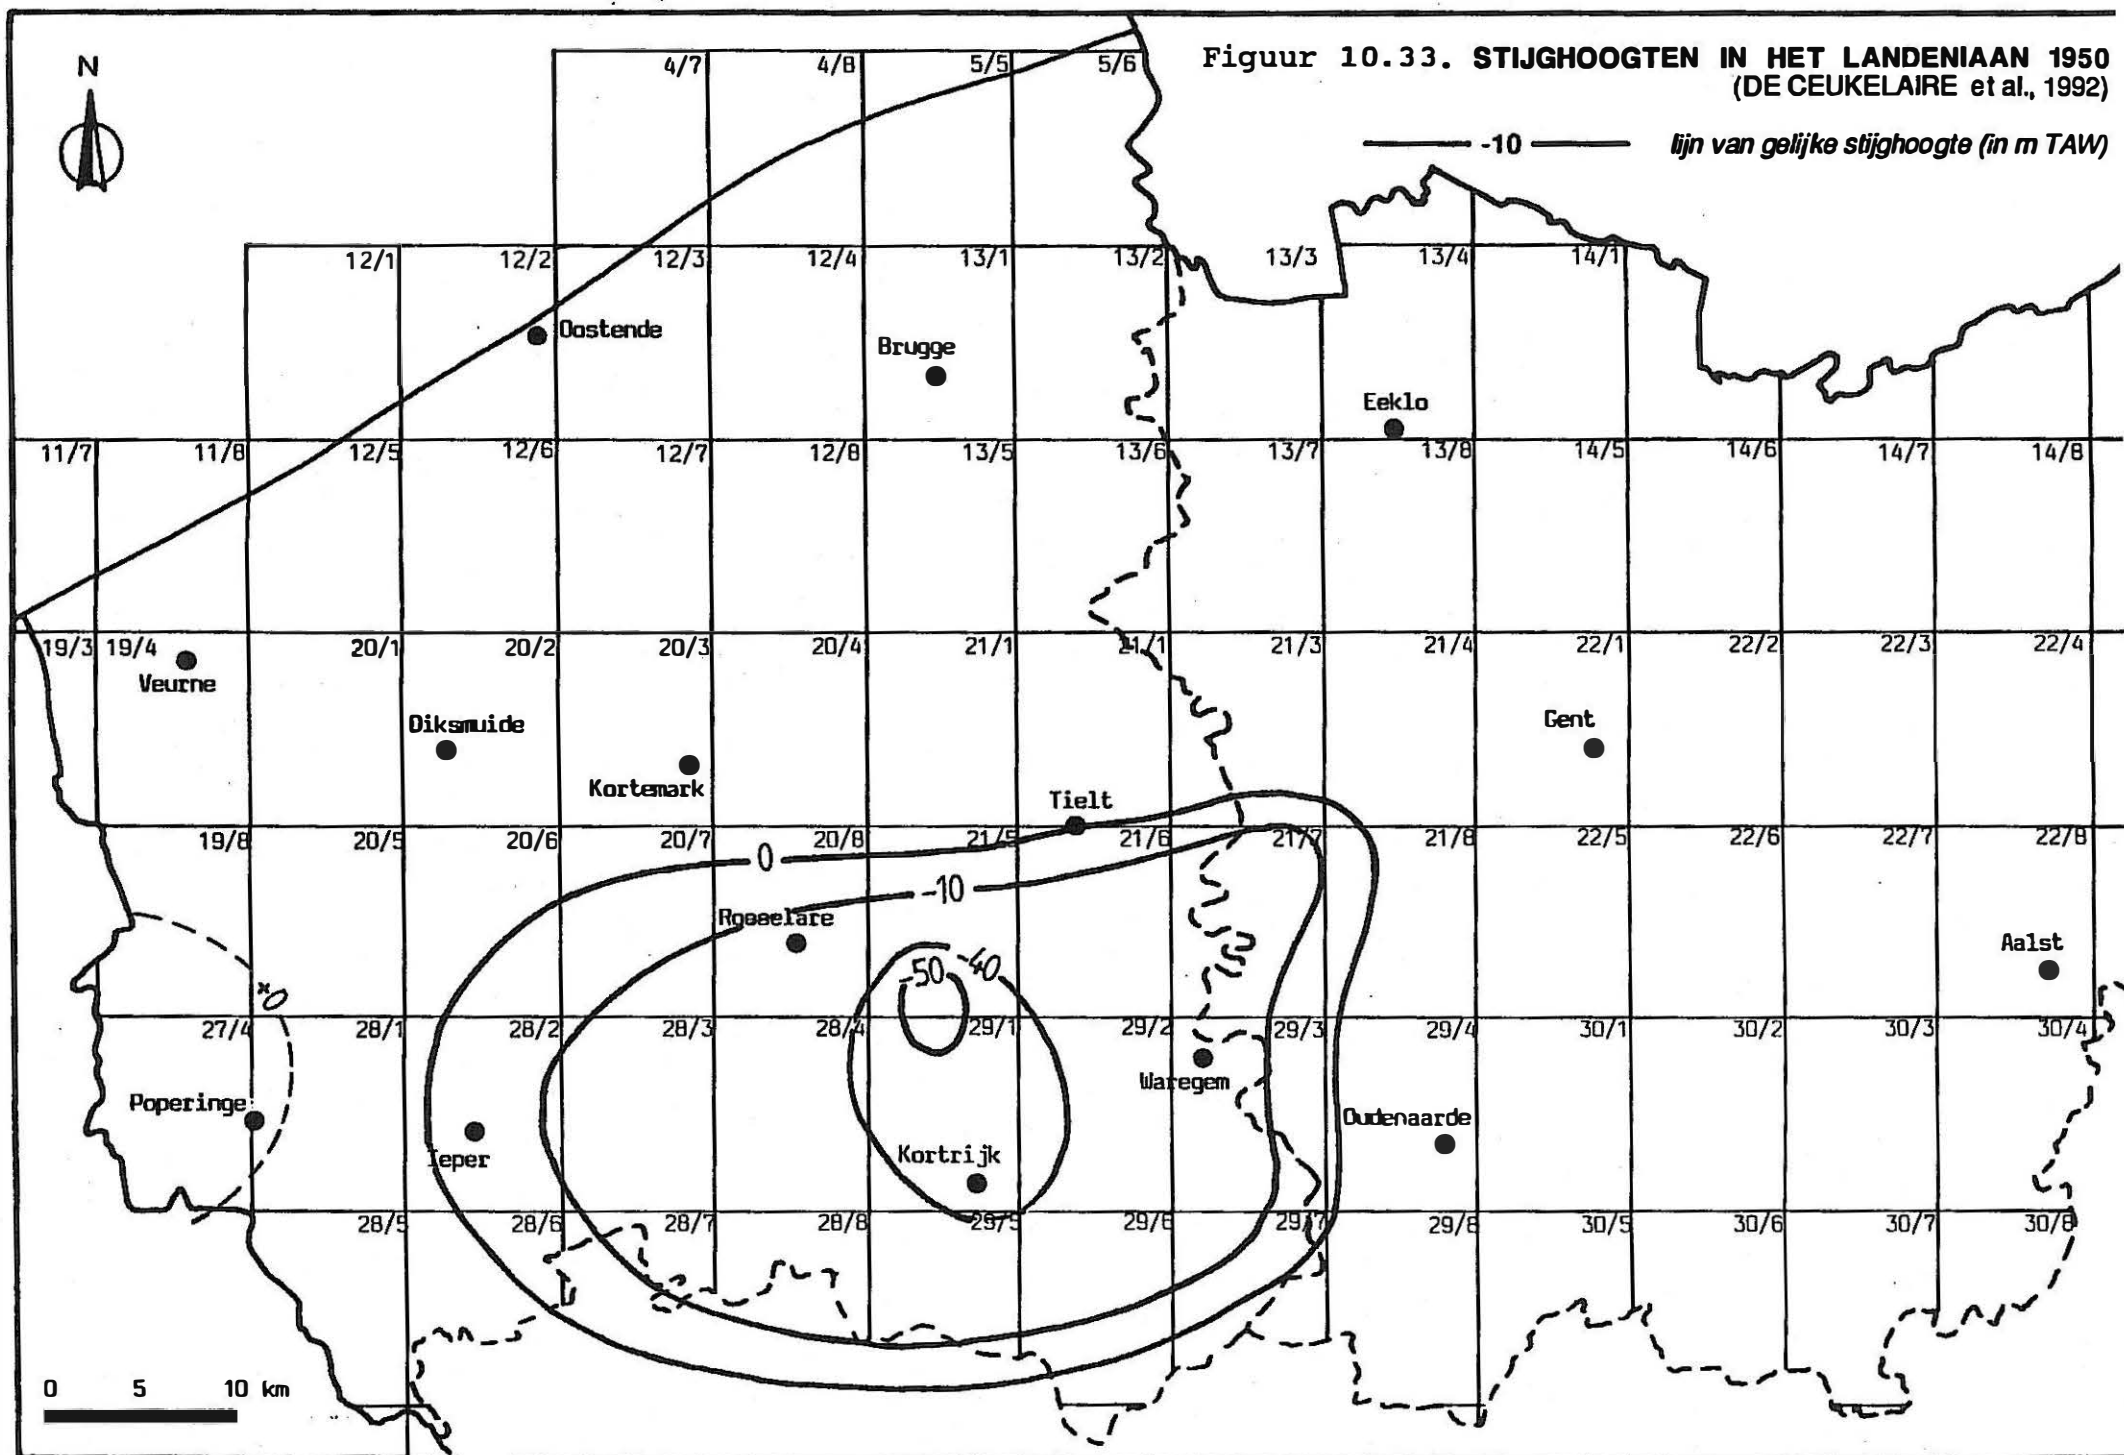 N
Figuur 10.33. STIJGHOOGTEN IN HET LANDENIAAN 1950
(DE CEUKELAIRE et al., 1992)
-10 lijn van gelijke stijghoogte (in m TAW)
4/7 4/8 5/5 5/6
12/1 12/2 12/3 12/4 13/1 13/2 13/3 13/4 14/1
Oostende
Brugge
Eeklo
11/7 11/8 12/5 12/6 12/7 12/8 13/5 13/6 13/7 13/8 14/5 14/6 14/7 14/8
19/3 19/4 20/1 20/2 20/3 20/4 21/1 21/1 21/3 21/4 22/1 22/2 22/3 22/4
Veurne
Diksmuide
Gent
Kortemark
Tielt
19/8 20/5 20/6 20/7 20/8 21/5 21/6 21/7 21/8 22/5 22/6 22/7 22/8
0
-10
Rosselare
Aalst
-50 -40
27/4 28/1 28/2 28/3 28/4 29/1 29/2 29/3 29/4 30/1 30/2 30/3 30/4
Waregem
Poperinge
Oudenaarde
Ieper
Kortrijk
28/5 28/6 28/7 28/8 29/5 29/6 29/7 29/8 30/5 30/6 30/7 30/8
0 5 10 km